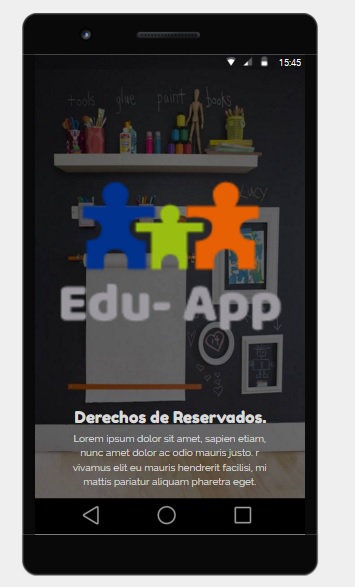 15:45
tools glue paint books
Lucy
Edu- App
Derechos de Reservados.
Lorem ipsum dolor sit amet, sapien etiam,
nunc amet dolor ac odio mauris justo. r
vivamus elit eu mauris hendrerit facilisi, mi
mattis pariatur aliquam pharetra eget.